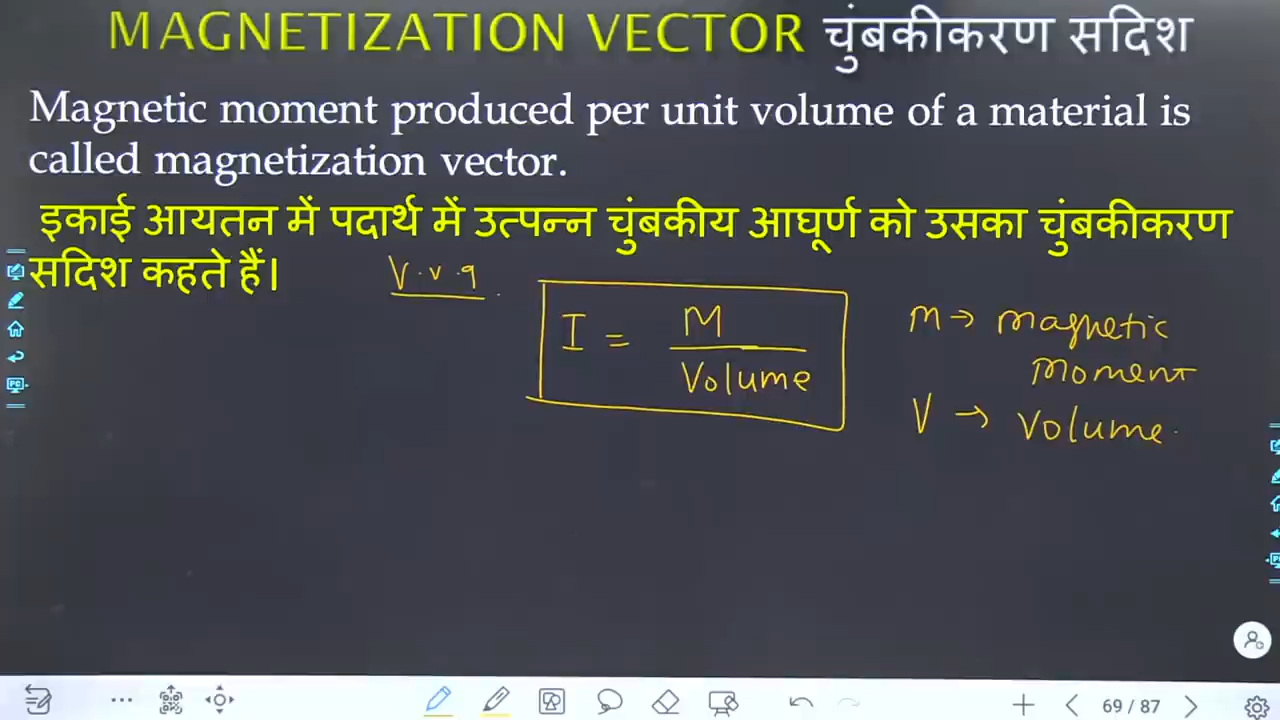 MAGNETIZATION VECTOR चुंबकीकरण सदिश
Magnetic moment produced per unit volume of a material is
called magnetization vector.
इकाई आयतन में पदार्थ में उत्पन्न चुंबकीय आघूर्ण को उसका चुंबकीकरण
सदिश कहते हैं।
I = M / Volume
M → Magnetic
Moment
V → Volume
69 / 87